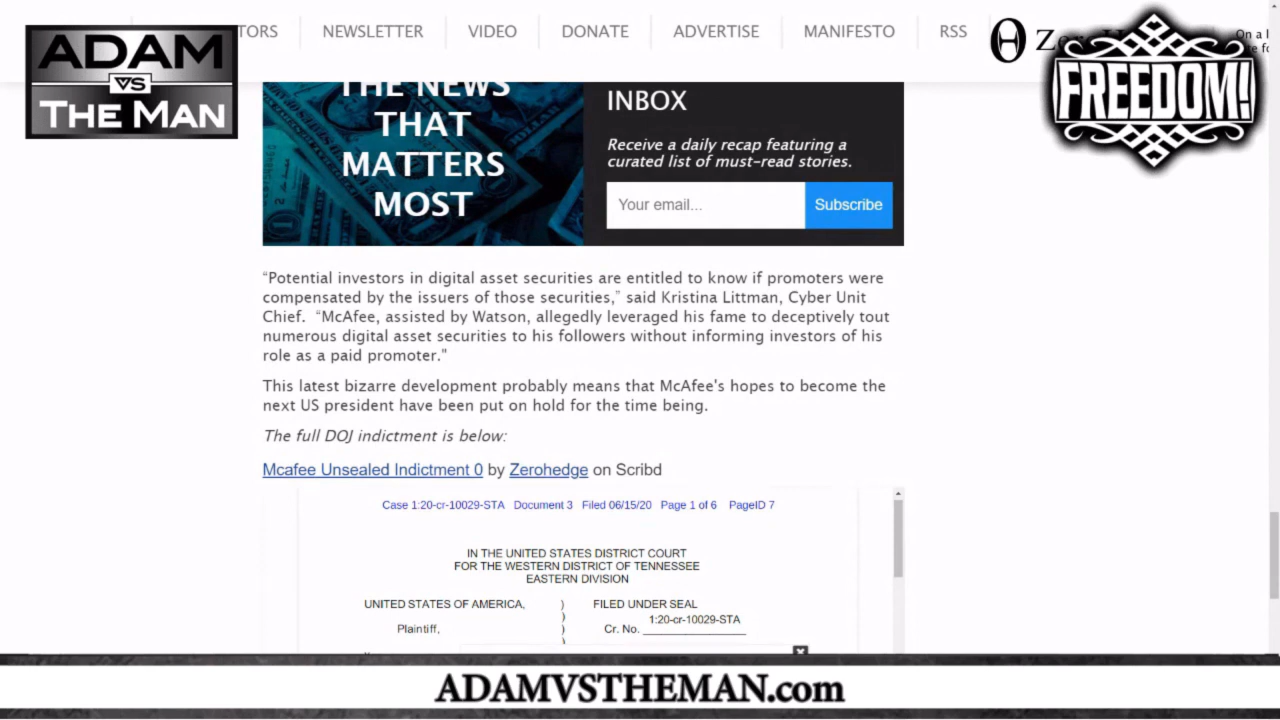 TORS NEWSLETTER VIDEO DONATE ADVERTISE MANIFESTO RSS
ADAM
VS
THE MAN
On a
FREEDOM!
THE NEWS
THAT
MATTERS
MOST
INBOX
Receive a daily recap featuring a
curated list of must-read stories.
Your email...
Subscribe
“Potential investors in digital asset securities are entitled to know if promoters were
compensated by the issuers of those securities,” said Kristina Littman, Cyber Unit
Chief. “McAfee, assisted by Watson, allegedly leveraged his fame to deceptively tout
numerous digital asset securities to his followers without informing investors of his
role as a paid promoter."
This latest bizarre development probably means that McAfee's hopes to become the
next US president have been put on hold for the time being.
The full DOJ indictment is below:
Mcafee Unsealed Indictment 0 by Zerohedge on Scribd
Case 1:20-cr-10029-STA Document 3 Filed 06/15/20 Page 1 of 6 PageID 7
IN THE UNITED STATES DISTRICT COURT
FOR THE WESTERN DISTRICT OF TENNESSEE
EASTERN DIVISION
UNITED STATES OF AMERICA, ) FILED UNDER SEAL
) 1:20-cr-10029-STA
Plaintiff, ) Cr. No. ______________
)
ADAMVSTHEMAN.com